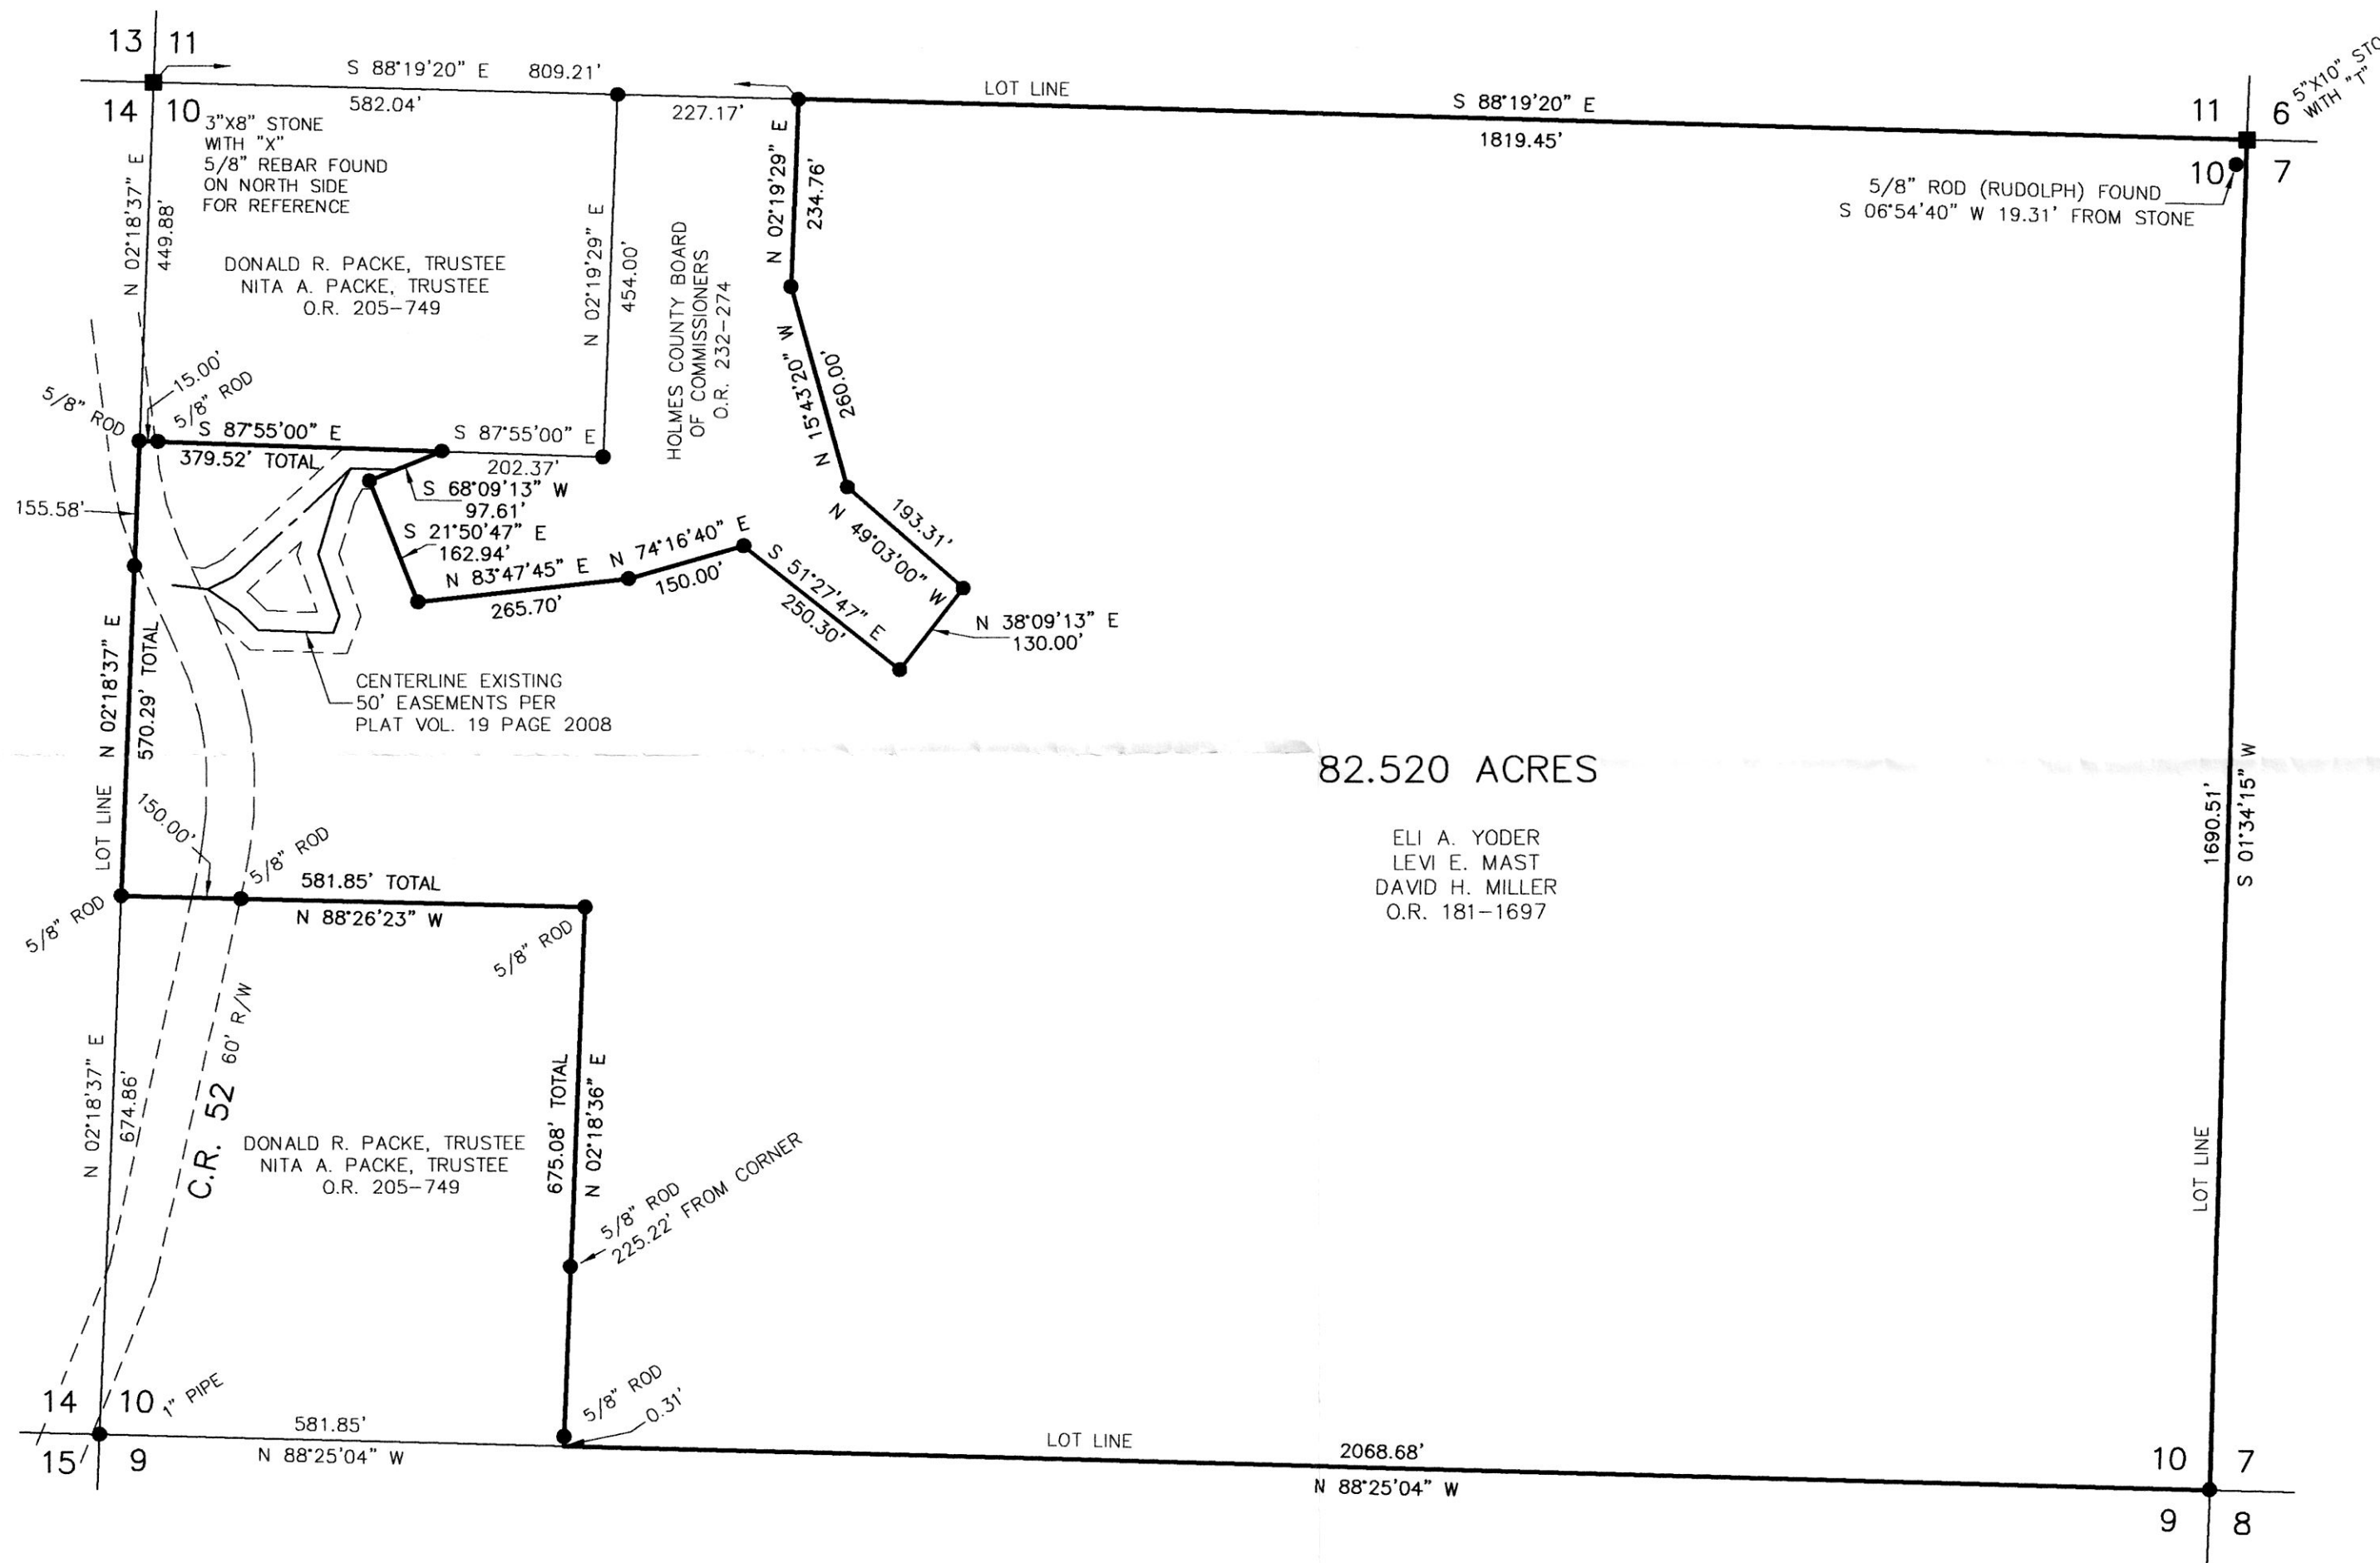 13
11
S 88°19'20" E
809.21'
582.04'
227.17'
LOT LINE
S 88°19'20" E
1819.45'
11
6
5"X10"
WITH "T"
14
10
3"X8" STONE
WITH "X"
5/8" REBAR FOUND
ON NORTH SIDE
FOR REFERENCE
10
7
5/8" ROD (RUDOLPH) FOUND
S 06°54'40" W 19.31' FROM STONE
N 02°18'37" E
449.88'
DONALD R. PACKE, TRUSTEE
NITA A. PACKE, TRUSTEE
O.R. 205-749
N 02°19'29" E
454.00'
HOLMES COUNTY BOARD
OF COMMISSIONERS
O.R. 232-274
N 02°19'29" E
234.76'
N 15°43'20" W
260.00'
15.00'
5/8" ROD
5/8" ROD
S 87°55'00" E
379.52' TOTAL
S 87°55'00" E
202.37'
S 68°09'13" W
97.61'
155.58'
S 21°50'47" E
162.94'
N 83°47'45" E
265.70'
N 74°16'40" E
150.00'
S 51°27'47" E
250.30'
193.31'
N 49°03'00" W
N 38°09'13" E
130.00'
CENTERLINE EXISTING
50' EASEMENTS PER
PLAT VOL. 19 PAGE 2008
LOT LINE N 02°18'37" E
570.29' TOTAL
82.520 ACRES
ELI A. YODER
LEVI E. MAST
DAVID H. MILLER
O.R. 181-1697
1690.51'
S 01°34'15" W
150.00'
5/8" ROD
581.85' TOTAL
N 88°26'23" W
5/8" ROD
5/8" ROD
N 02°18'37" E
674.86'
C.R. 52 60' R/W
DONALD R. PACKE, TRUSTEE
NITA A. PACKE, TRUSTEE
O.R. 205-749
675.08' TOTAL
N 02°18'36" E
5/8" ROD
225.22' FROM CORNER
LOT LINE
14
10
1" PIPE
5/8" ROD
0.31'
581.85'
N 88°25'04" W
15
9
LOT LINE
2068.68'
N 88°25'04" W
10
7
9
8